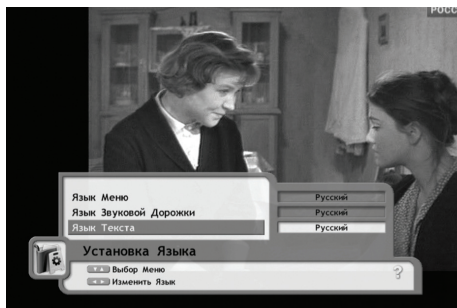 РОСС
Язык Меню Русский
Язык Звуковой Дорожки Русский
Язык Текста Русский
Установка Языка
Выбор Меню
Изменить Язык
?